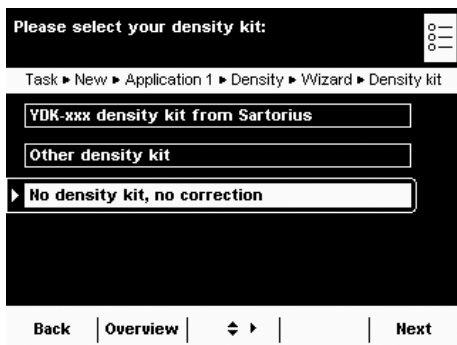 Please select your density kit:
Task ▸ New ▸ Application 1 ▸ Density ▸ Wizard ▸ Density kit
YDK-xxx density kit from Sartorius
Other density kit
No density kit, no correction
Back Overview Next